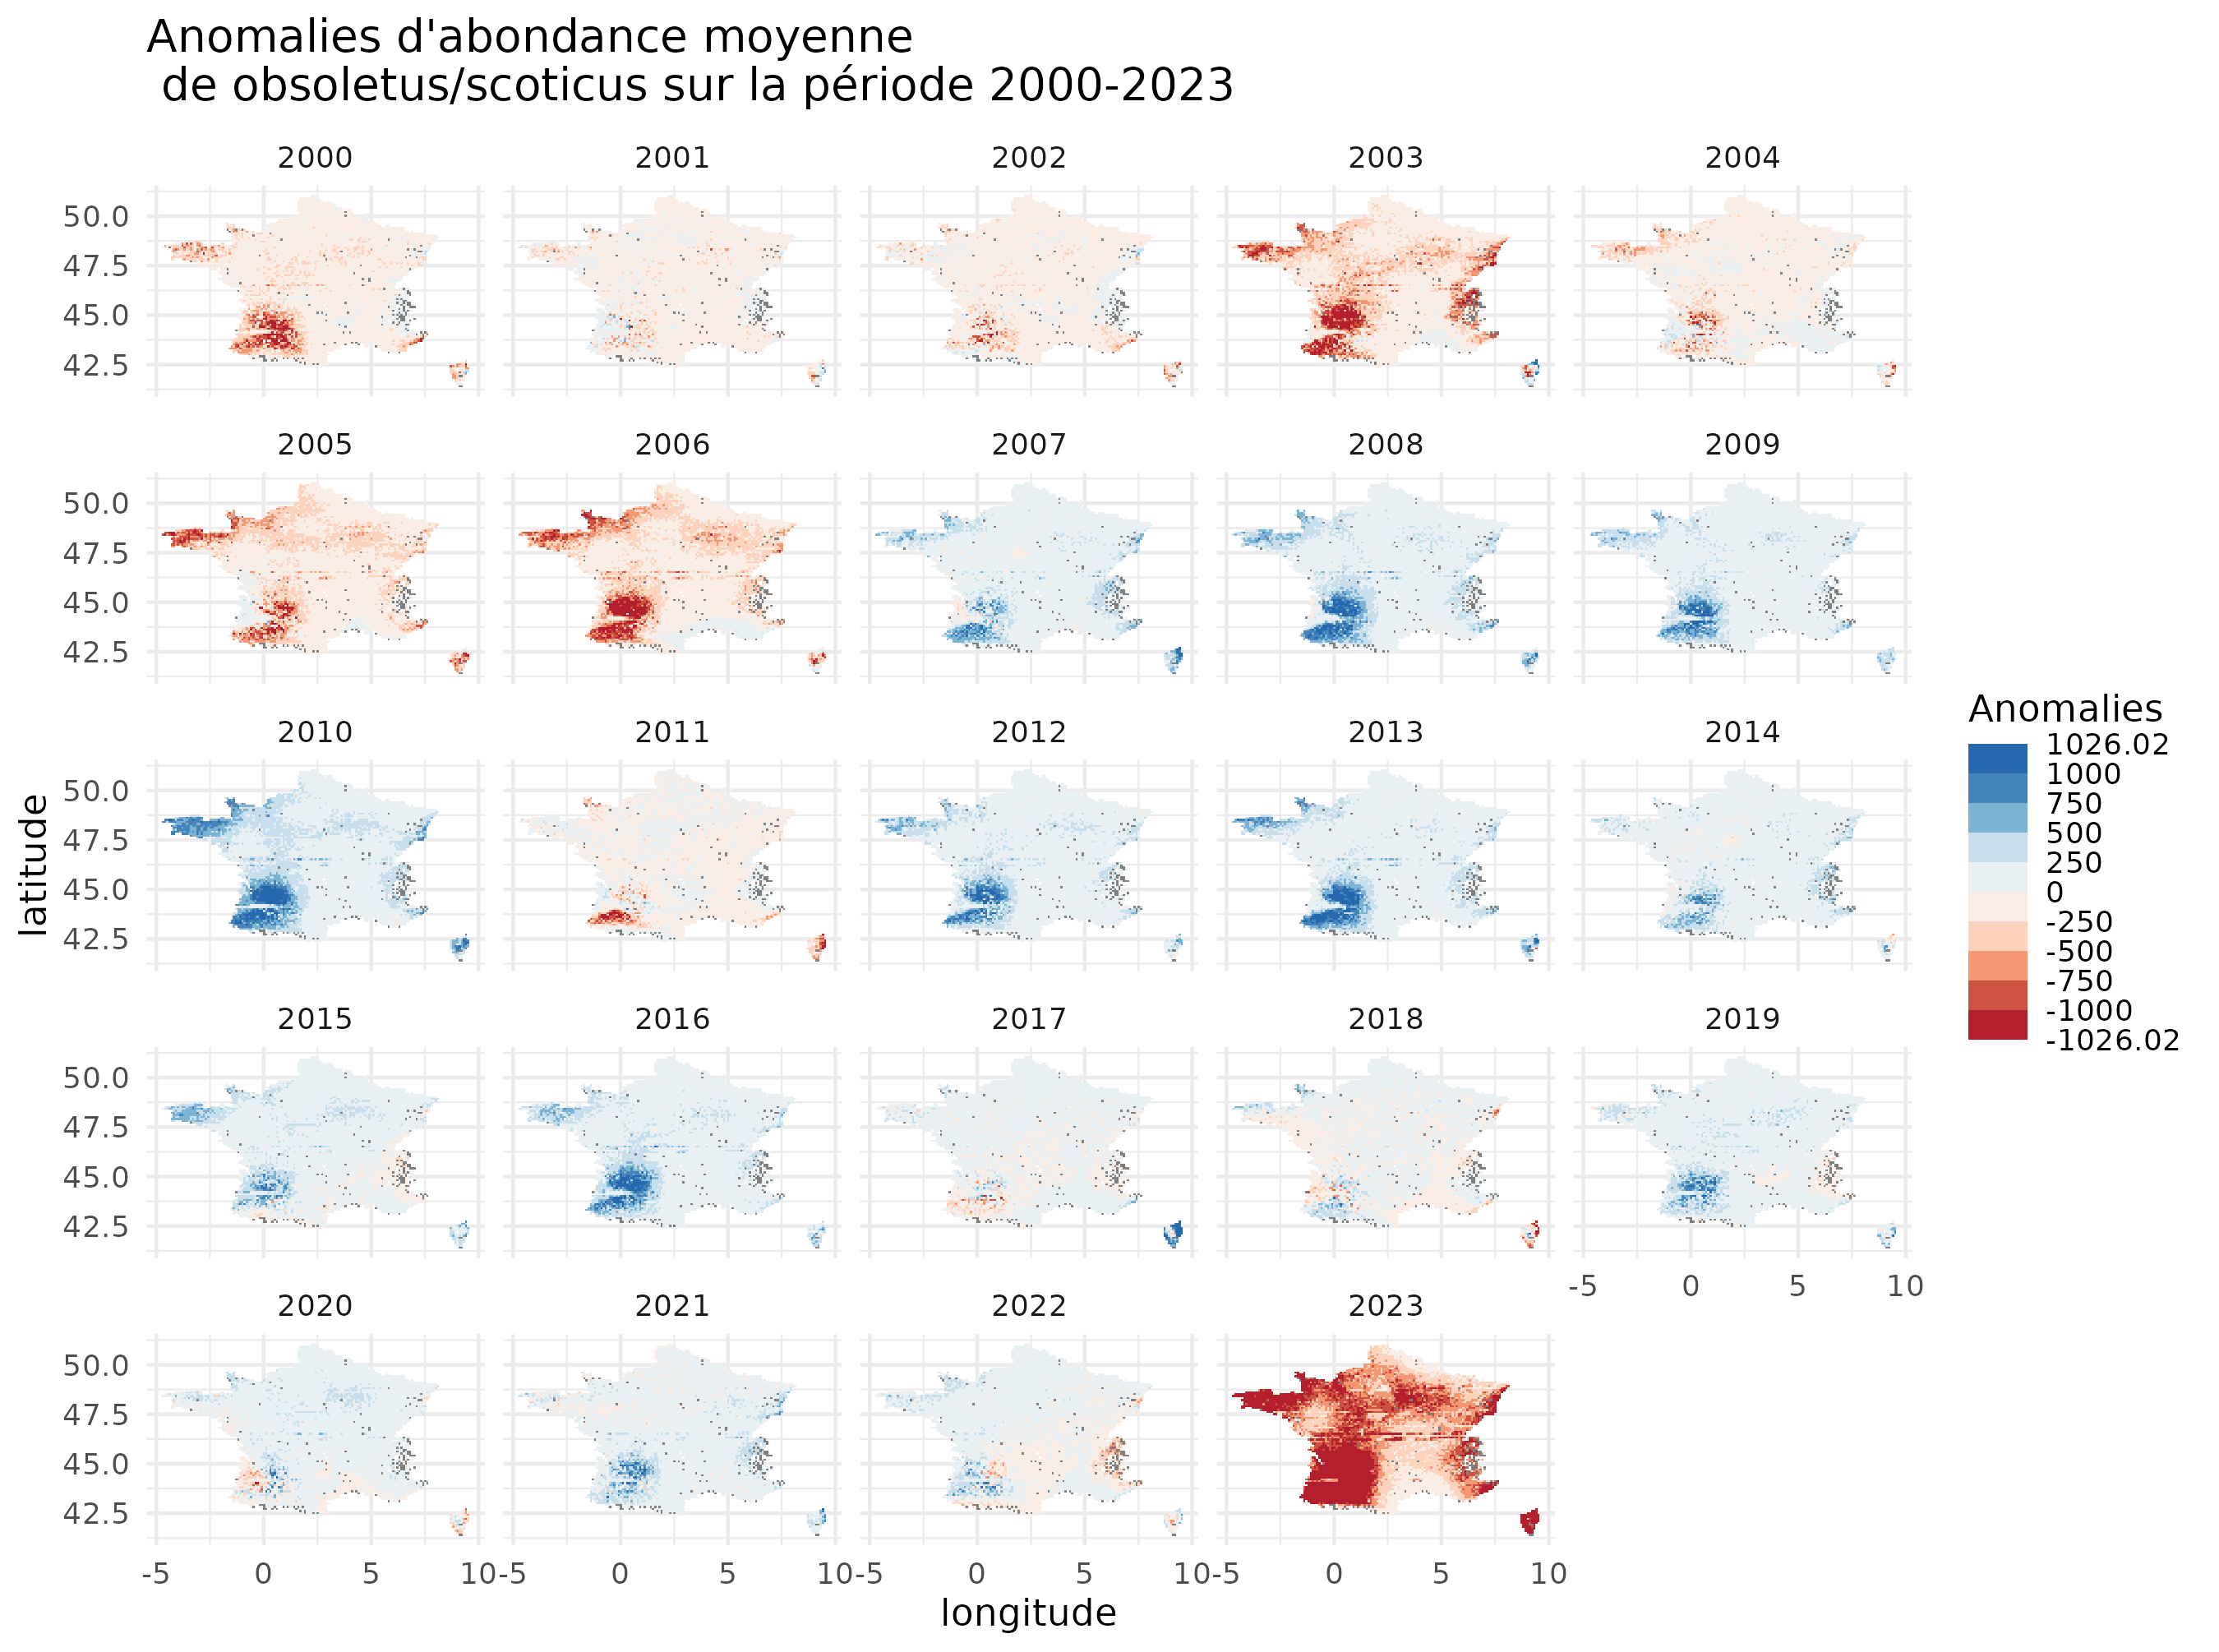 Anomalies d'abondance moyenne
de obsoletus/scoticus sur la période 2000-2023
2000 2001 2002 2003 2004
50.0
47.5
45.0
42.5
2005 2006 2007 2008 2009
50.0
47.5
45.0
42.5
2010 2011 2012 2013 2014
50.0
47.5
45.0
42.5
2015 2016 2017 2018 2019
50.0
47.5
45.0
42.5
-5 0 5 10
2020 2021 2022 2023
50.0
47.5
45.0
42.5
-5 0 5 10 -5 0 5 10 -5 0 5 10 -5 0 5 10
longitude
latitude
Anomalies
1026.02
1000
750
500
250
0
-250
-500
-750
-1000
-1026.02